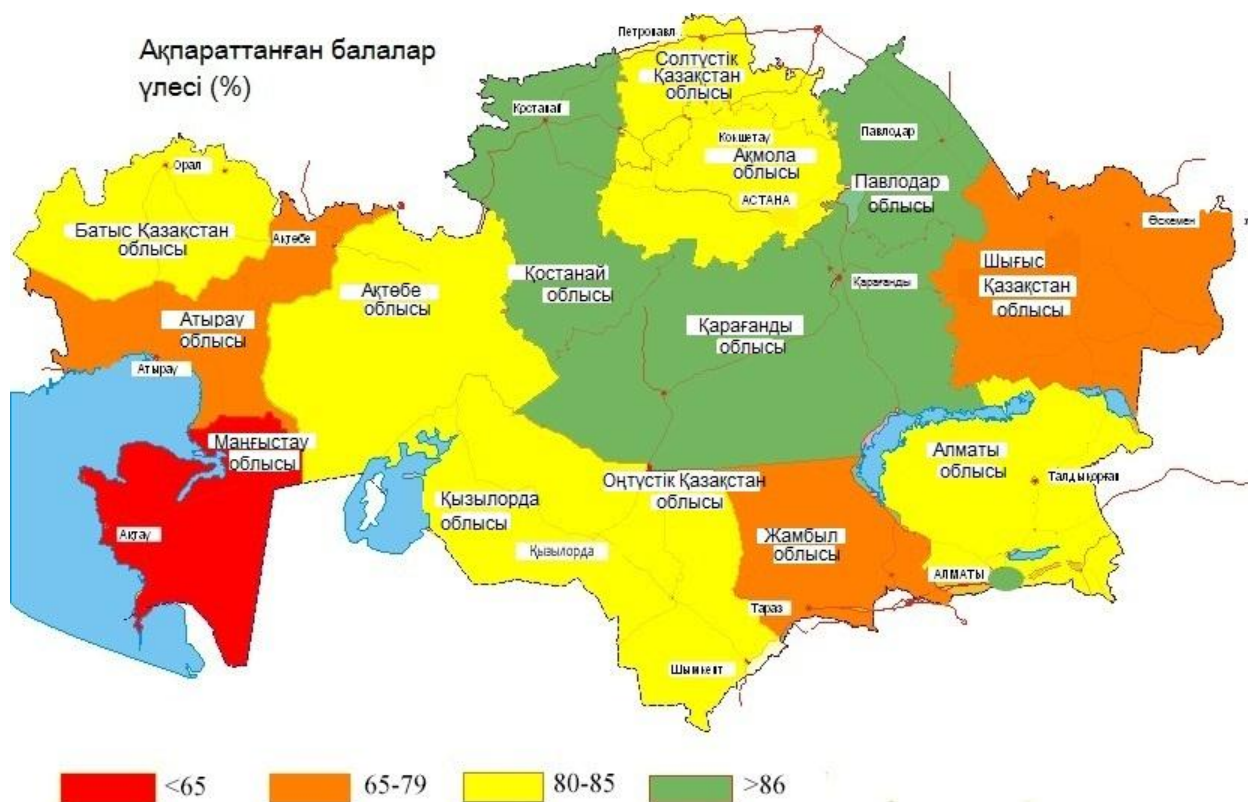 Ақпараттанған балалар
үлесі (%)
Петропавл
Солтүстік
Қазақстан
облысы
Қостанай
Көкшетау
Ақмола
облысы
АСТАНА
Павлодар
Павлодар
облысы
Орал
Батыс Қазақстан
облысы
Ақтөбе
Ақтөбе
облысы
Қостанай
облысы
Өскемен
Шығыс
Қазақстан
облысы
Қарағанды
Қарағанды
облысы
Атырау
облысы
Атырау
Маңғыстау
облысы
Ақтау
Қызылорда
облысы
Қызылорда
Оңтүстік Қазақстан
облысы
Алматы
облысы
Талдықорған
Жамбыл
облысы
АЛМАТЫ
Тараз
Шымкент
<65
65-79
80-85
>86